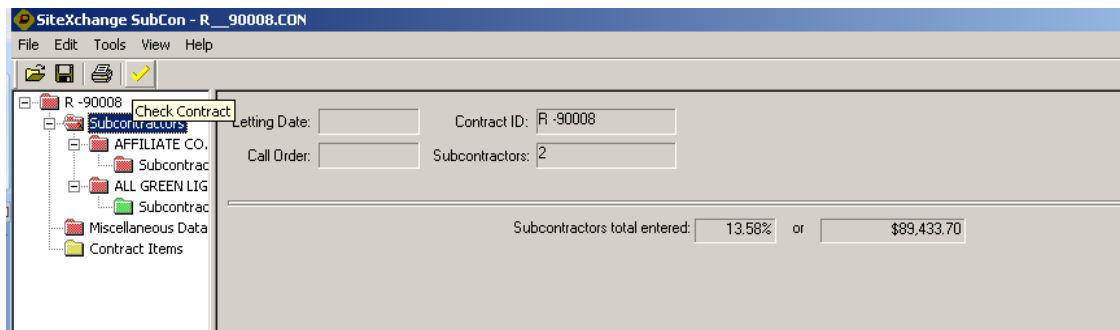 SiteXchange SubCon - R__90008.CON
File Edit Tools View Help
R -90008
Check Contract
Subcontractors
AFFILIATE CO.
Subcontrac
ALL GREEN LIG
Subcontrac
Miscellaneous Data
Contract Items
Letting Date:
Contract ID: R -90008
Call Order:
Subcontractors: 2
Subcontractors total entered: 13.58% or $89,433.70